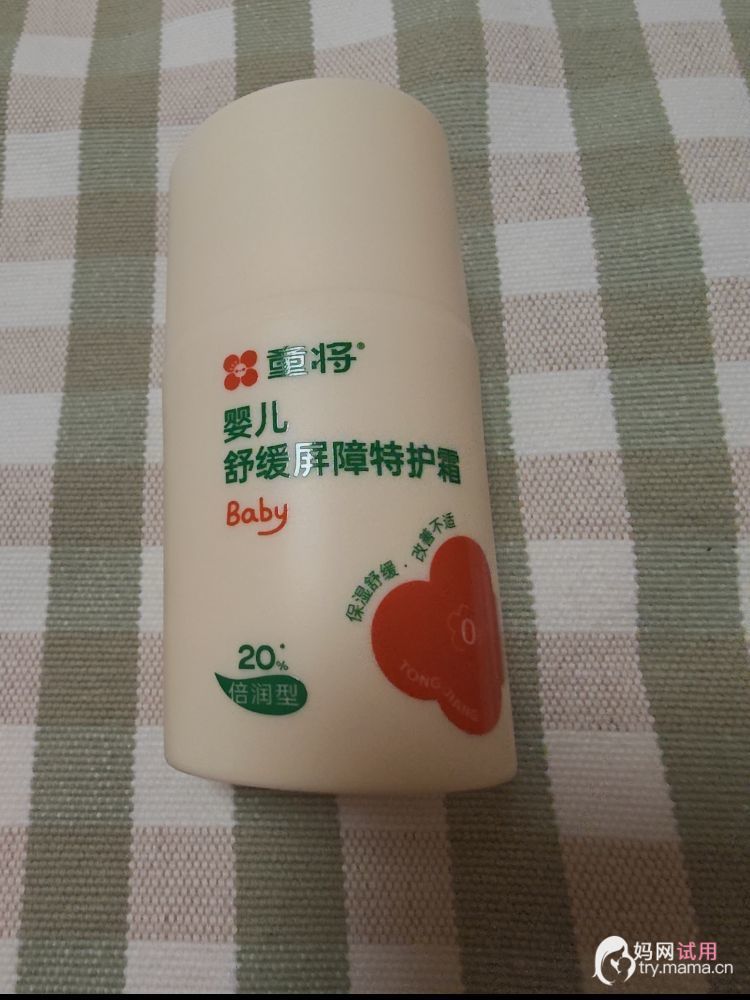 童将®
婴儿
舒缓屏障特护霜
Baby
保湿舒缓·改善不适
0
TONG JIANG
20*%
倍润型
妈网试用
try.mama.cn